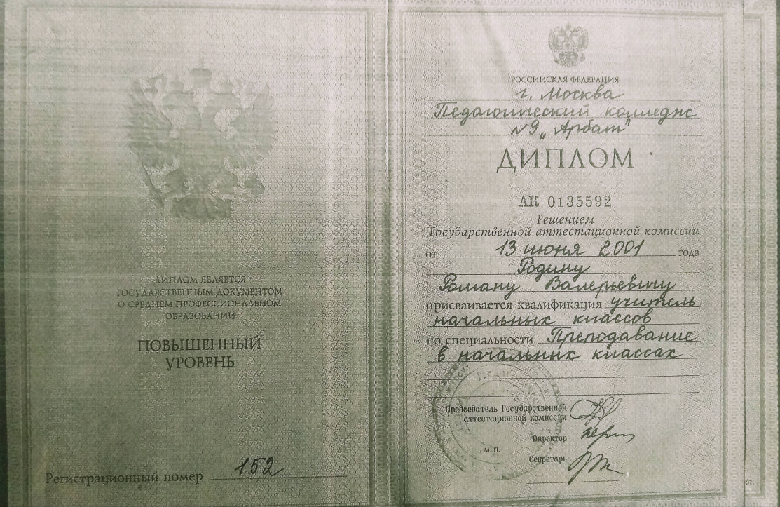 ДИПЛОМ ЯВЛЯЕТСЯ
ГОСУДАРСТВЕННЫМ ДОКУМЕНТОМ
О СРЕДНЕМ ПРОФЕССИОНАЛЬНОМ
ОБРАЗОВАНИИ
ПОВЫШЕННЫЙ
УРОВЕНЬ
Регистрационный номер 152
РОССИЙСКАЯ ФЕДЕРАЦИЯ
г. Москва
Педагогический колледж
№9 „Арбат"
ДИПЛОМ
АК 0135592
Решением
Государственной аттестационной комиссии
от 13 июня 2001 года
Родину
Роману Валерьевичу
присваивается квалификация учитель
начальных классов
по специальности Преподавание
в начальных классах
Председатель Государственной
аттестационной комиссии
Директор
М.П.
Секретарь